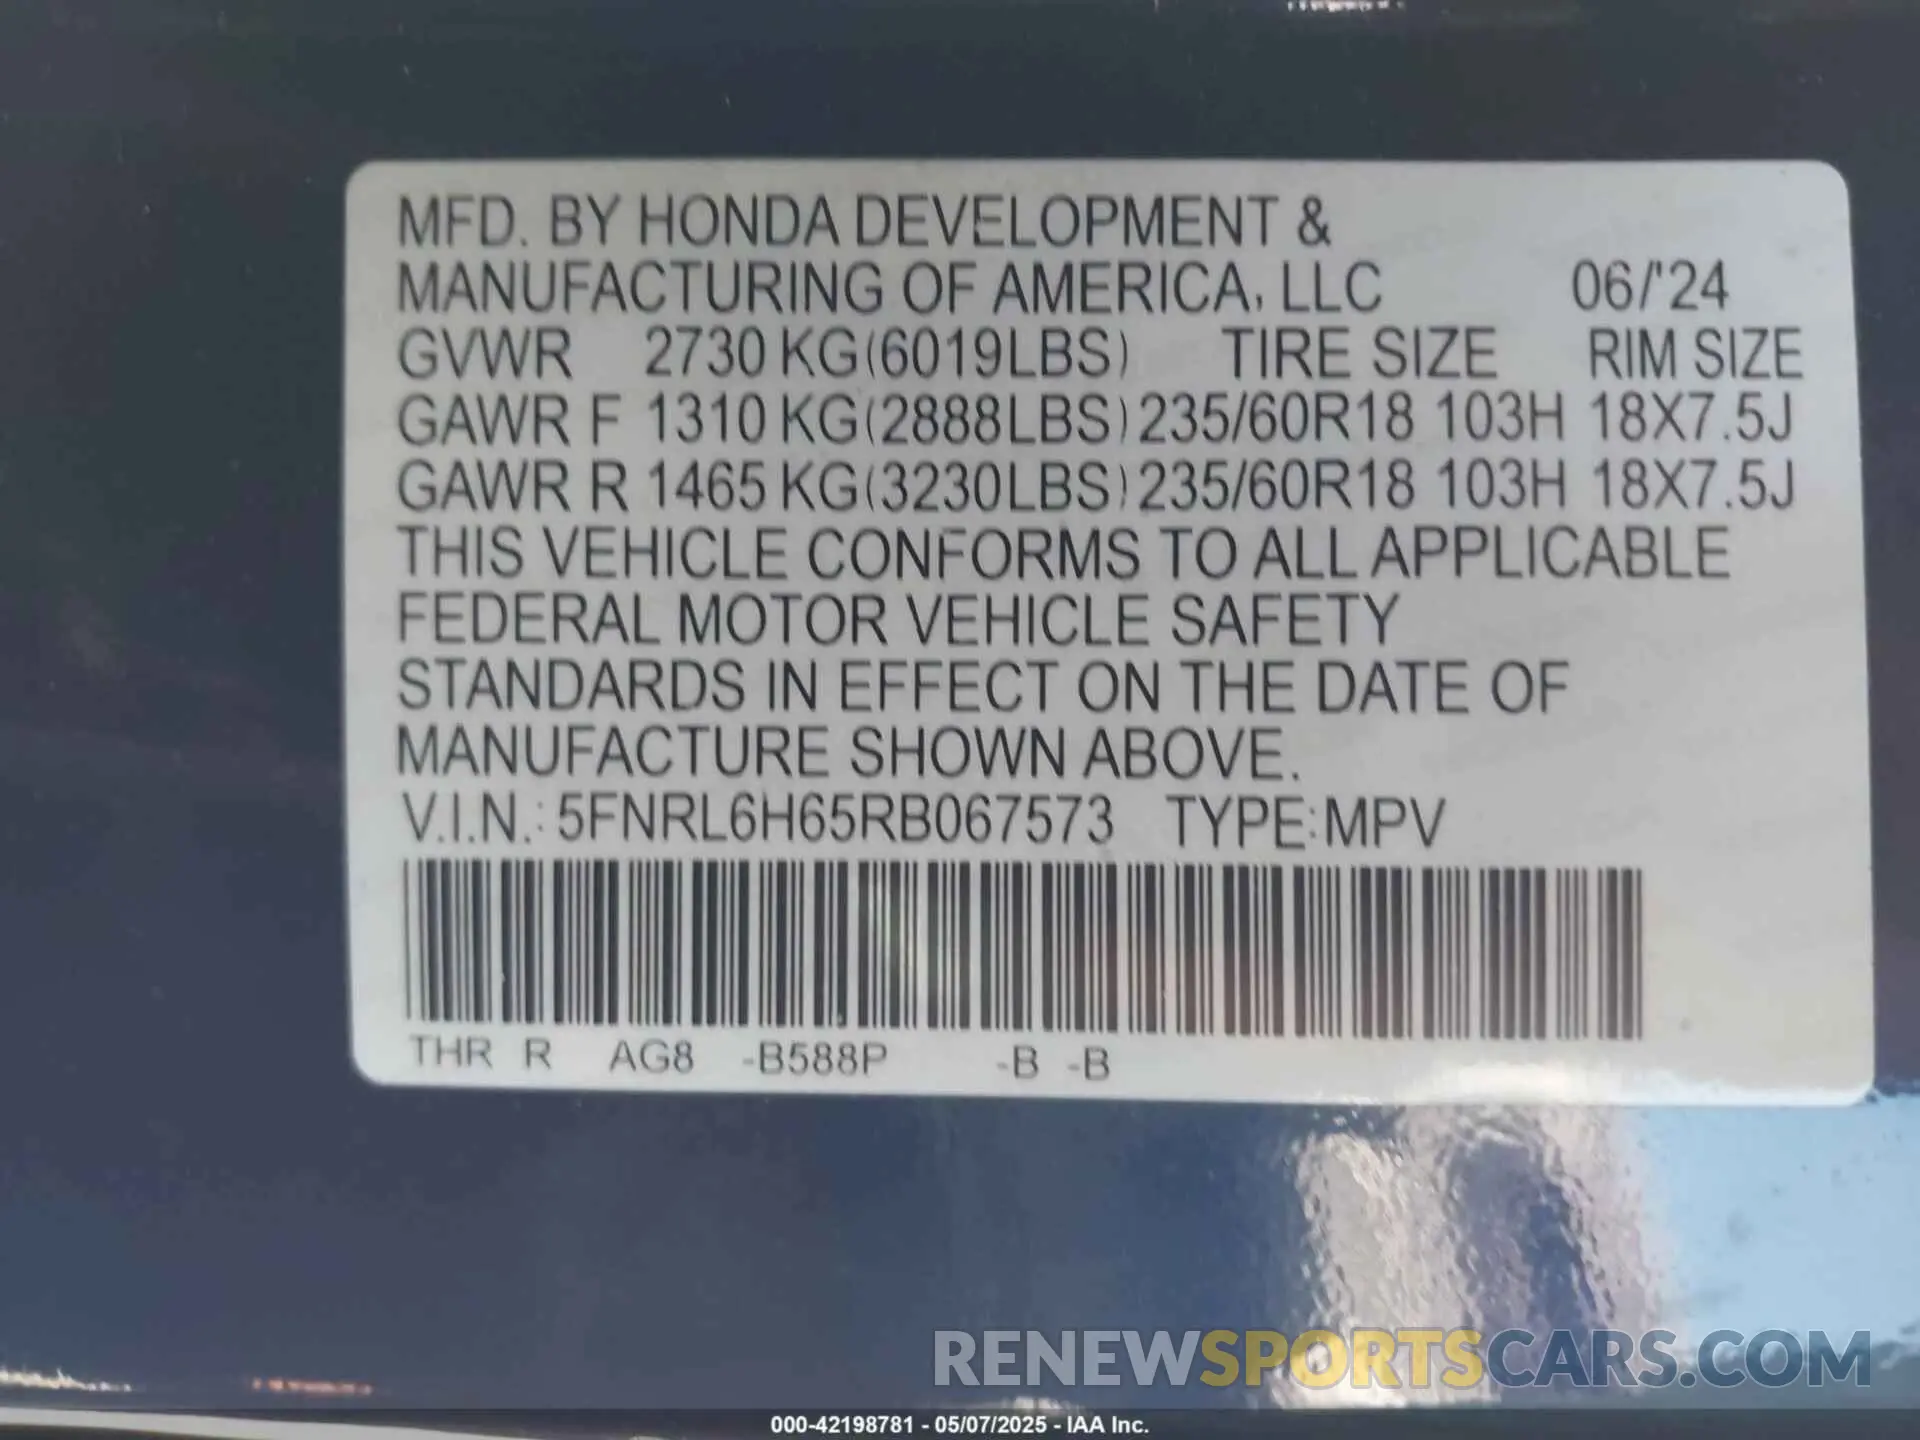 MFD. BY HONDA DEVELOPMENT &
MANUFACTURING OF AMERICA, LLC 06/'24
GVWR 2730 KG(6019LBS) TIRE SIZE RIM SIZE
GAWR F 1310 KG(2888LBS) 235/60R18 103H 18X7.5J
GAWR R 1465 KG(3230LBS) 235/60R18 103H 18X7.5J
THIS VEHICLE CONFORMS TO ALL APPLICABLE
FEDERAL MOTOR VEHICLE SAFETY
STANDARDS IN EFFECT ON THE DATE OF
MANUFACTURE SHOWN ABOVE.
V.I.N.: 5FNRL6H65RB067573 TYPE:MPV
THR R AG8 -B588P -B -B
RENEWSPORTSCARS.COM
000-42198781 - 05/07/2025 - IAA Inc.